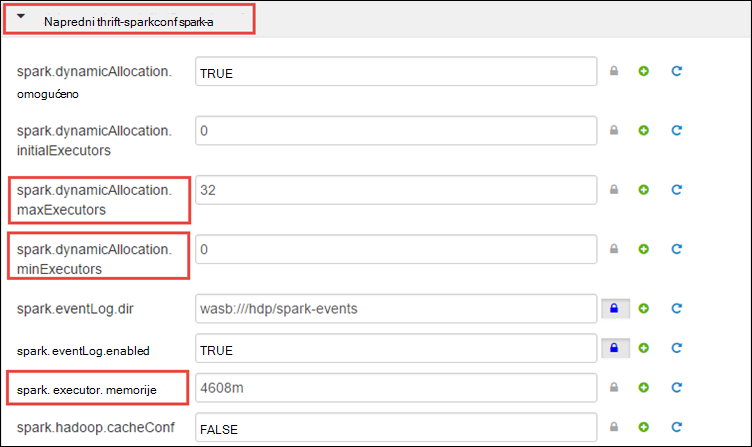 Napredni thrift-sparkconf spark-a
spark.dynamicAllocation.
omogućeno
TRUE
spark.dynamicAllocation.
initialExecutors
0
spark.dynamicAllocation.
maxExecutors
32
spark.dynamicAllocation.
minExecutors
0
spark.eventLog.dir
wasb:///hdp/spark-events
spark. eventLog.enabled
TRUE
spark. executor. memorije
4608m
spark.hadoop.cacheConf
FALSE